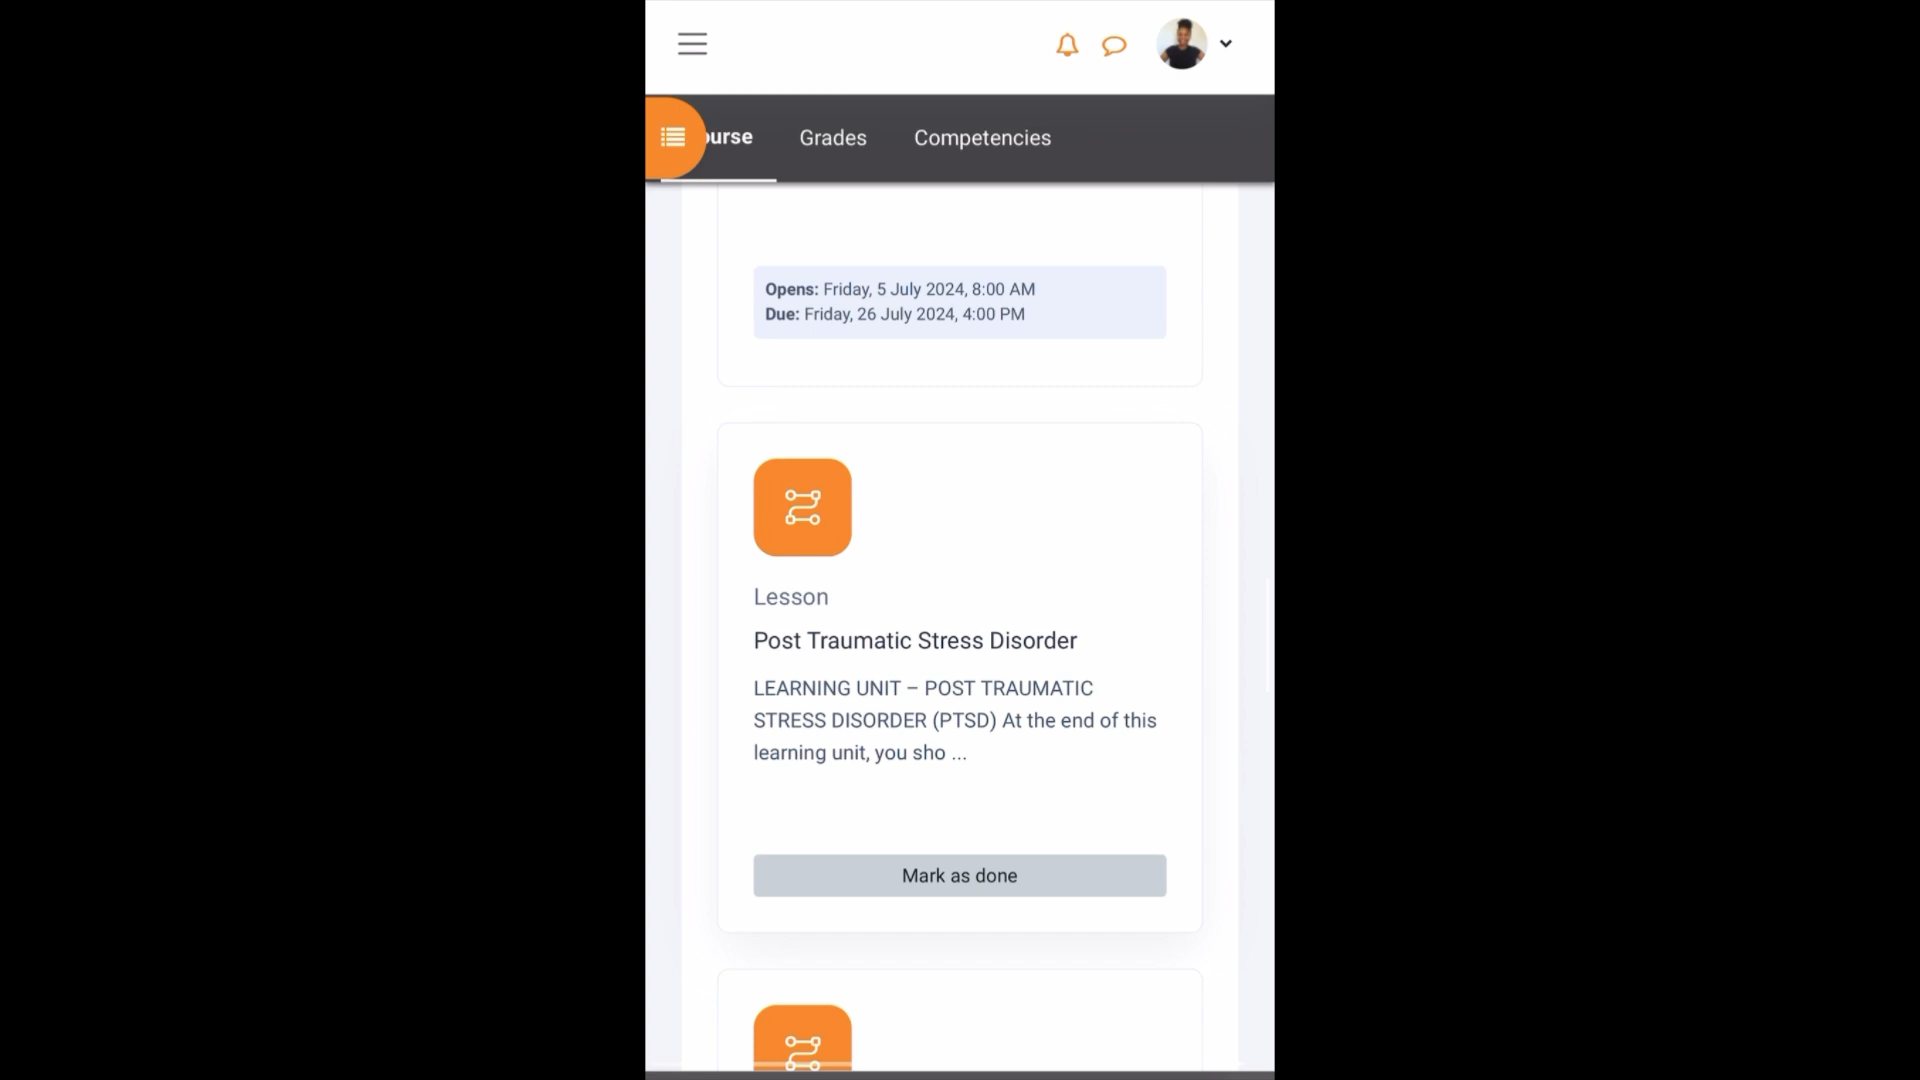 ourse
Grades
Competencies
Opens: Friday, 5 July 2024, 8:00 AM
Due: Friday, 26 July 2024, 4:00 PM
Lesson
Post Traumatic Stress Disorder
LEARNING UNIT – POST TRAUMATIC
STRESS DISORDER (PTSD) At the end of this
learning unit, you sho ...
Mark as done